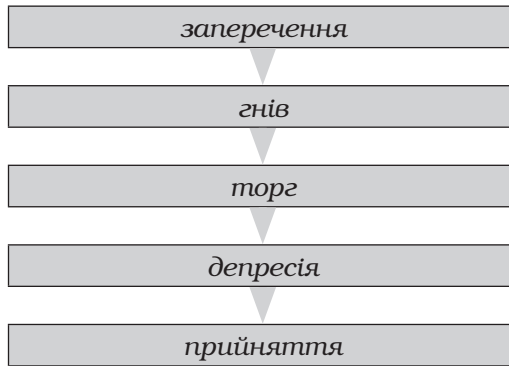 заперечення
гнів
торг
депресія
прийняття